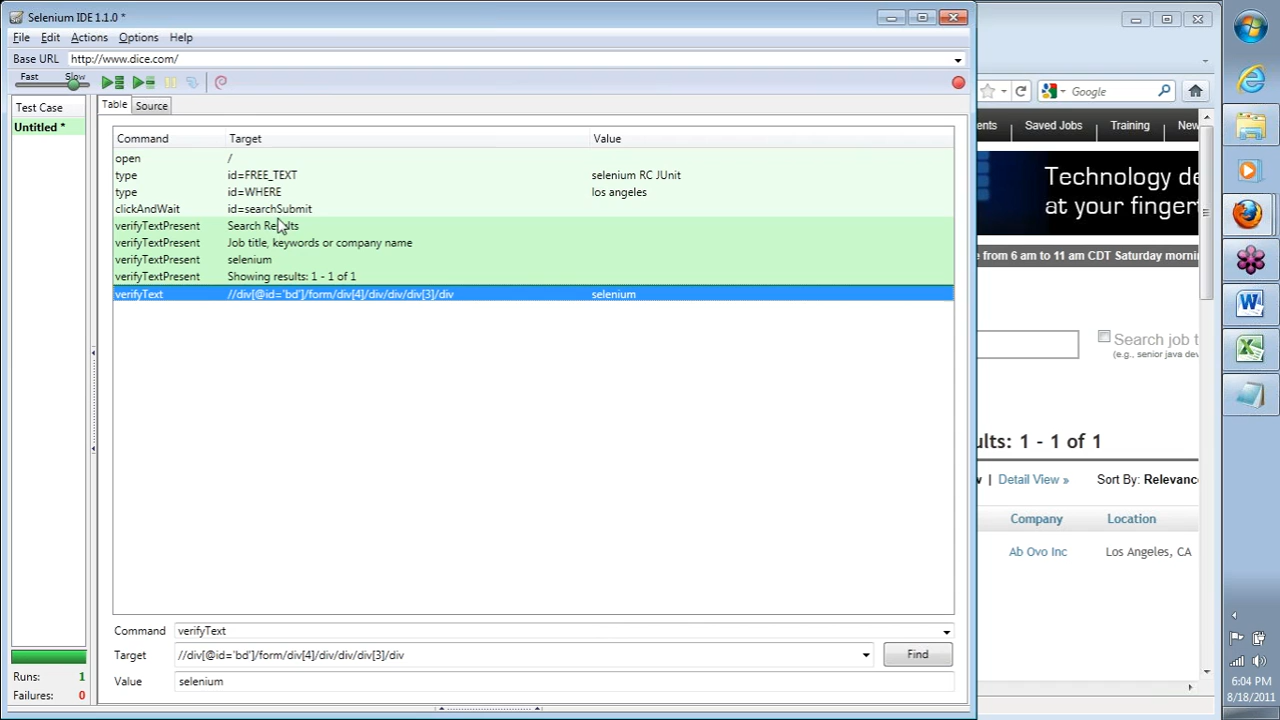 Selenium IDE 1.1.0 *
File Edit Actions Options Help
Base URL http://www.dice.com/
Fast Slow
Test Case
Untitled *
Runs: 1
Failures: 0
Table Source
Command Target Value
open /
type id=FREE_TEXT selenium RC JUnit
type id=WHERE los angeles
clickAndWait id=searchSubmit
verifyTextPresent Search Results
verifyTextPresent Job title, keywords or company name
verifyTextPresent selenium
verifyTextPresent Showing results: 1 - 1 of 1
verifyText //div[@id='bd']/form/div[4]/div/div/div[3]/div selenium
Command verifyText
Target //div[@id='bd']/form/div[4]/div/div/div[3]/div Find
Value selenium
Google
ents Saved Jobs Training New
Technology de
at your fingert
e from 6 am to 11 am CDT Saturday mornin
Search job t
(e.g., senior java dev
ults: 1 - 1 of 1
w | Detail View » Sort By: Relevance
Company Location
Ab Ovo Inc Los Angeles, CA
6:04 PM
8/18/2011